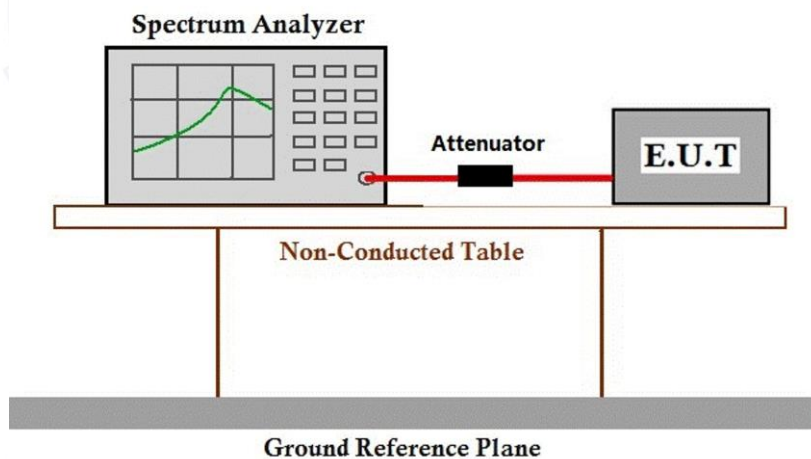 Spectrum Analyzer
Attenuator
E.U.T
Non-Conducted Table
Ground Reference Plane